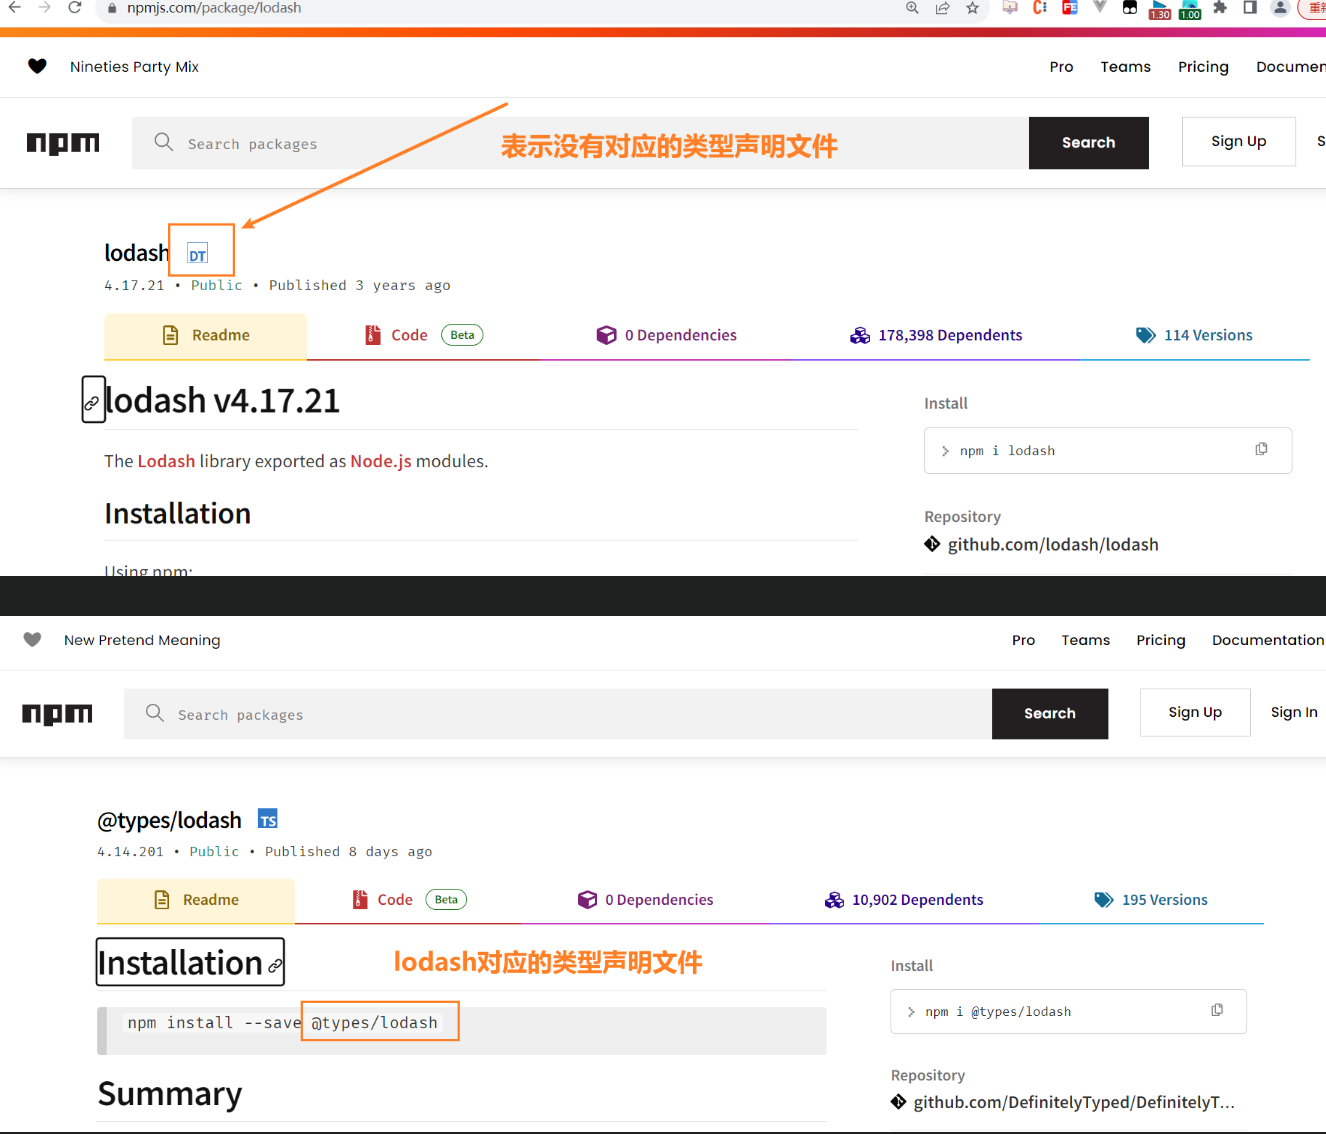 npmjs.com/package/lodash
1.30
1.00
Nineties Party Mix
Pro
Teams
Pricing
Documen
npm
Search packages
表示没有对应的类型声明文件
Search
Sign Up
S
lodash
DT
4.17.21 • Public • Published 3 years ago
Readme
Code
Beta
0 Dependencies
178,398 Dependents
114 Versions
lodash v4.17.21
Install
npm i lodash
The Lodash library exported as Node.js modules.
Installation
Repository
github.com/lodash/lodash
Using npm:
New Pretend Meaning
Pro
Teams
Pricing
Documentation
npm
Search packages
Search
Sign Up
Sign In
@types/lodash
TS
4.14.201 • Public • Published 8 days ago
Readme
Code
Beta
0 Dependencies
10,902 Dependents
195 Versions
Installation
lodash对应的类型声明文件
Install
npm install --save @types/lodash
npm i @types/lodash
Summary
Repository
github.com/DefinitelyTyped/DefinitelyT...